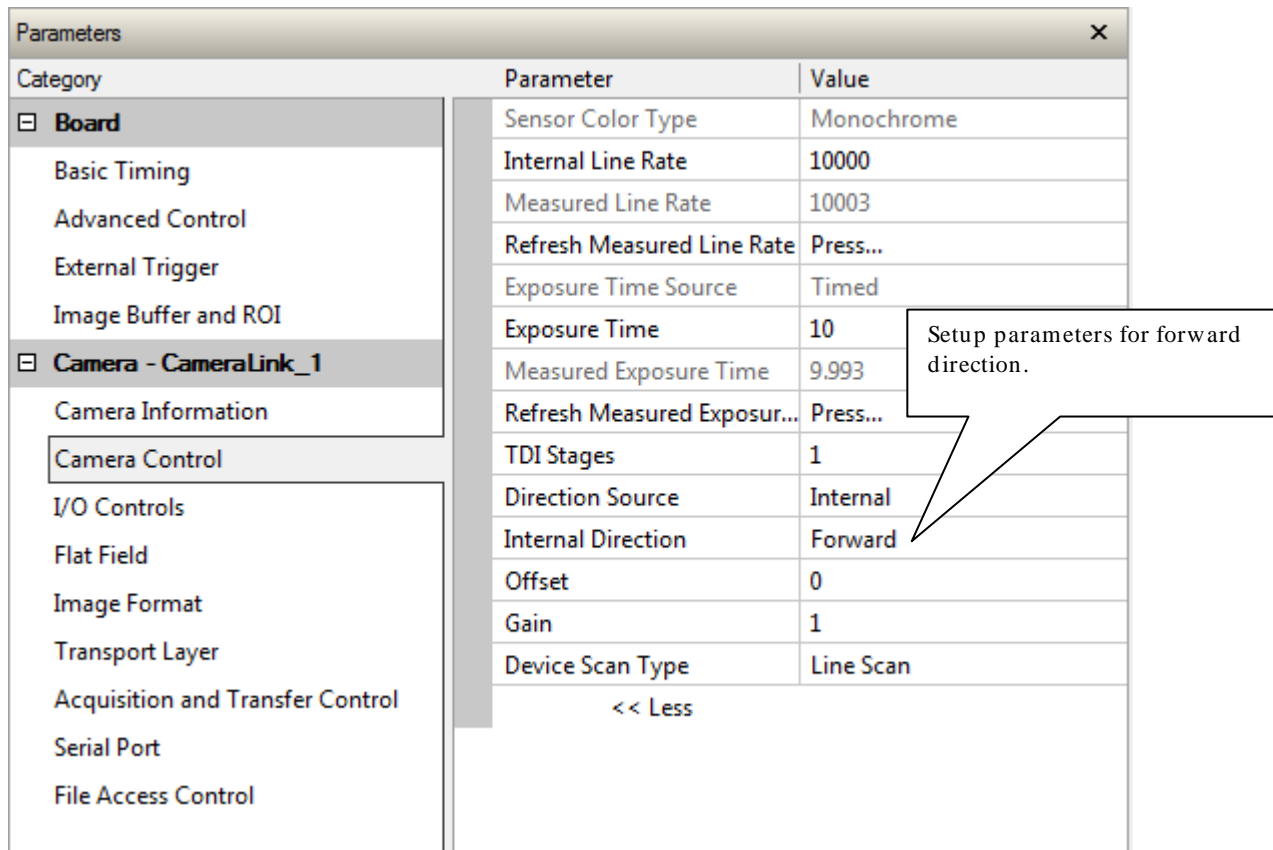 Parameters
Category
Board
Basic Timing
Advanced Control
External Trigger
Image Buffer and ROI
Camera - CameraLink_1
Camera Information
Camera Control
I/O Controls
Flat Field
Image Format
Transport Layer
Acquisition and Transfer Control
Serial Port
File Access Control
Parameter Value
Sensor Color Type Monochrome
Internal Line Rate 10000
Measured Line Rate 10003
Refresh Measured Line Rate Press...
Exposure Time Source Timed
Exposure Time 10
Measured Exposure Time 9.993
Refresh Measured Exposur... Press...
TDI Stages 1
Direction Source Internal
Internal Direction Forward
Offset 0
Gain 1
Device Scan Type Line Scan
<< Less
Setup parameters for forward
direction.